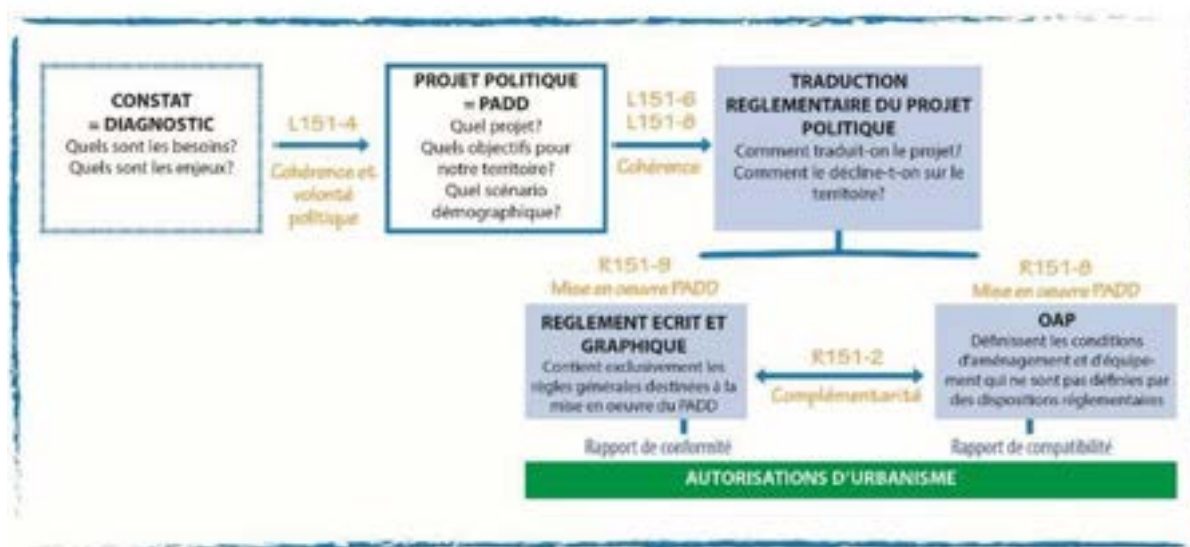 CONSTAT
= DIAGNOSTIC
Quels sont les besoins?
Quels sont les enjeux?
L151-4
Cohérence et
volonté
politique
PROJET POLITIQUE
= PADD
Quel projet?
Quels objectifs pour
notre territoire?
Quel scénario
démographique?
L151-6
L151-8
Cohérence
TRADUCTION
REGLEMENTAIRE DU PROJET
POLITIQUE
Comment traduit-on le projet?
Comment le décline-t-on sur le
territoire?
R151-9
Mise en oeuvre PADD
REGLEMENT ECRIT ET
GRAPHIQUE
Contient exclusivement les
règles générales destinées à la
mise en oeuvre du PADD
R151-2
Complémentarité
R151-8
Mise en oeuvre PADD
OAP
Définissent les conditions
d'aménagement et d'équipe-
ment qui ne sont pas définies par
des dispositions réglementaires
Rapport de conformité
Rapport de compatibilité
AUTORISATIONS D'URBANISME